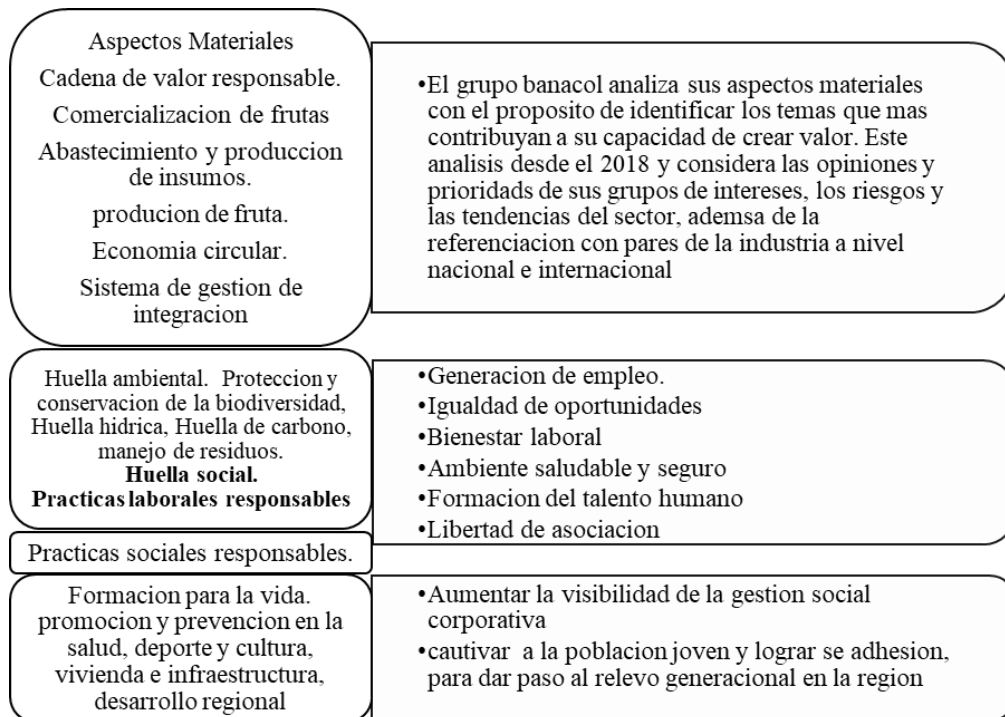 Aspectos Materiales
Cadena de valor responsable.
Comercializacion de frutas
Abastecimiento y produccion
de insumos.
producion de fruta.
Economia circular.
Sistema de gestion de
integracion
•El grupo banacol analiza sus aspectos materiales
con el proposito de identificar los temas que mas
contribuyan a su capacidad de crear valor. Este
analisis desde el 2018 y considera las opiniones y
prioridads de sus grupos de intereses, los riesgos y
las tendencias del sector, ademsa de la
referenciacion con pares de la industria a nivel
nacional e internacional
Huella ambiental. Proteccion y
conservacion de la biodiversidad,
Huella hidrica, Huella de carbono,
manejo de residuos.
Huella social.
Practicas laborales responsables
•Generacion de empleo.
•Igualdad de oportunidades
•Bienestar laboral
•Ambiente saludable y seguro
•Formacion del talento humano
•Libertad de asociacion
Practicas sociales responsables.
Formacion para la vida.
promocion y prevencion en la
salud, deporte y cultura,
vivienda e infraestructura,
desarrollo regional
•Aumentar la visibilidad de la gestion social
corporativa
•cautivar a la poblacion joven y lograr se adhesion,
para dar paso al relevo generacional en la region